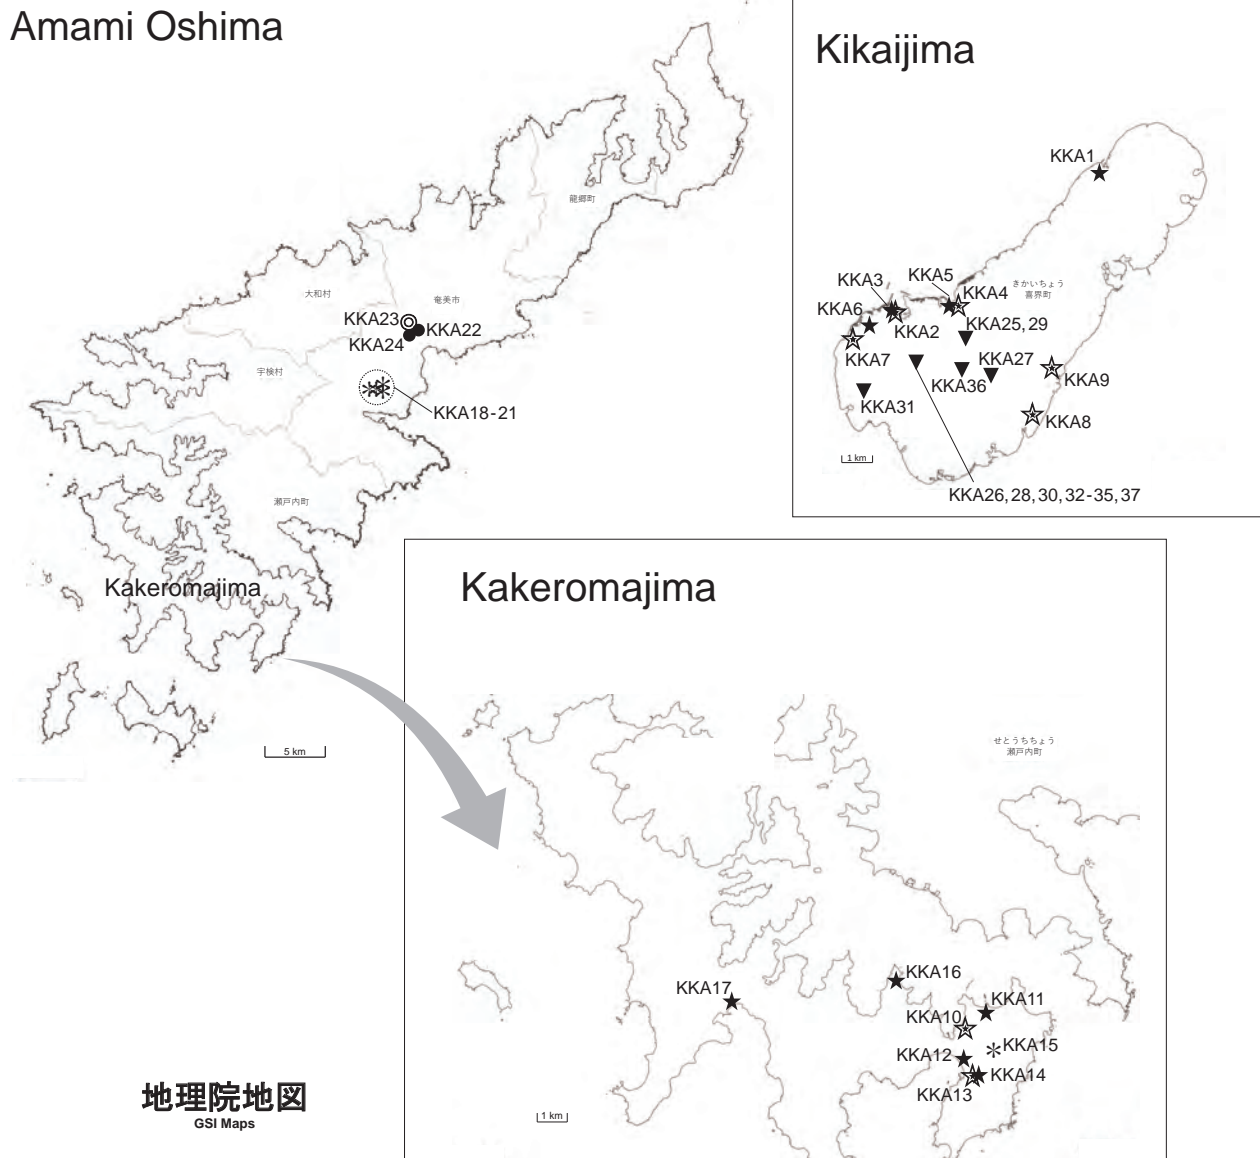 Amami Oshima
龍郷町
大和村
奄美市
KKA23
KKA22
KKA24
宇検村
KKA18-21
瀬戸内町
Kakeromajima
5 km
Kikaijima
KKA1
KKA3
KKA5
KKA4
きかいちょう
喜界町
KKA6
KKA2
KKA25, 29
KKA7
KKA27
KKA36
KKA9
KKA31
KKA8
1 km
KKA26, 28, 30, 32-35, 37
Kakeromajima
せとうちちょう
瀬戸内町
KKA16
KKA17
KKA11
KKA10
KKA15
KKA12
KKA14
KKA13
1 km
地理院地図
GSI Maps